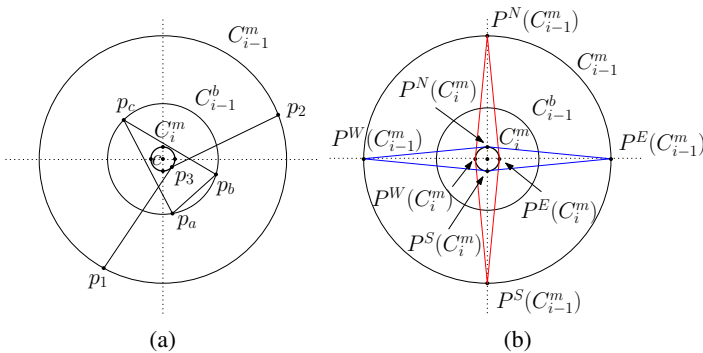 C^m_{i-1}
C^b_{i-1}
p_c
p_2
C^m_i
c
p_3
p_b
p_a
p_1
(a)
P^N(C^m_{i-1})
C^m_{i-1}
P^N(C^m_i)
C^b_{i-1}
P^W(C^m_{i-1})
C^m_i
P^E(C^m_{i-1})
P^W(C^m_i)
P^E(C^m_i)
P^S(C^m_i)
P^S(C^m_{i-1})
(b)